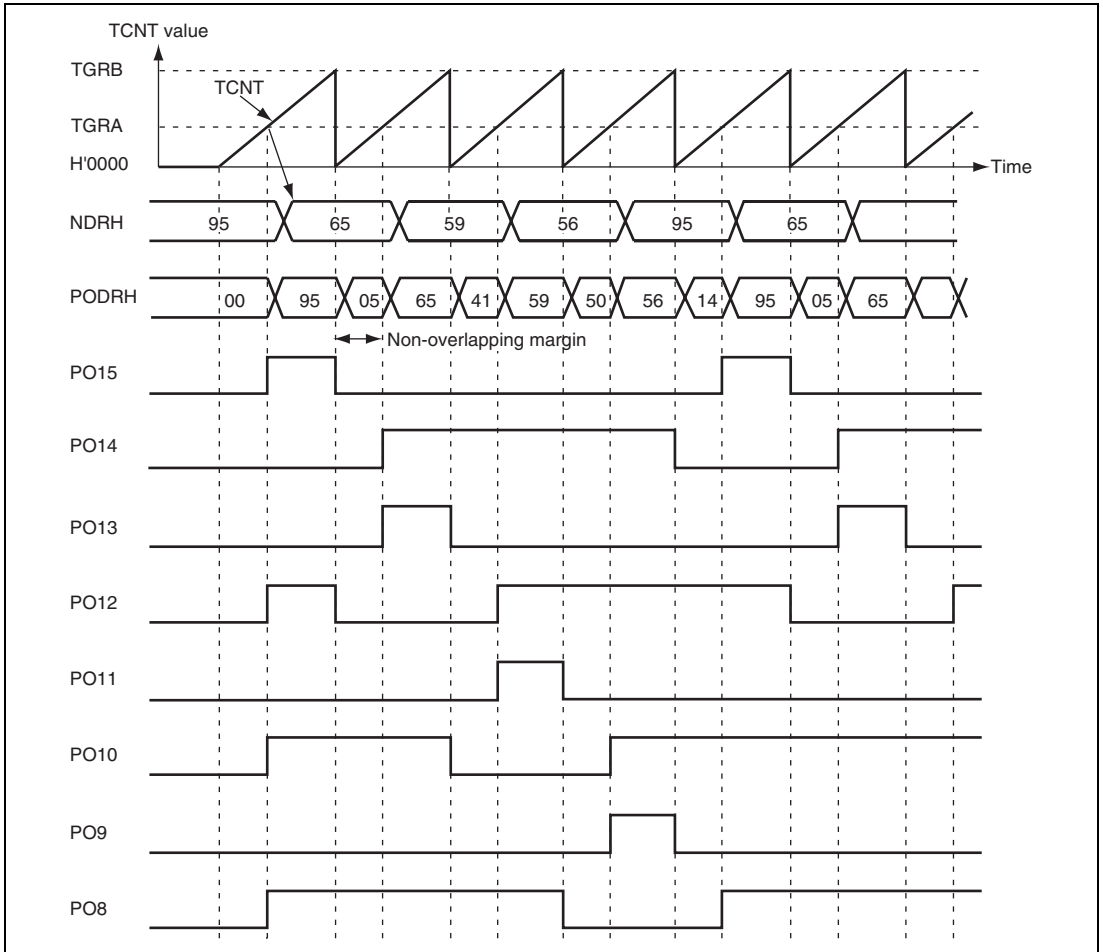 TCNT value
TGRB
TCNT
TGRA
H'0000
Time
NDRH 95 65 59 56 95 65
PODRH 00 95 05 65 41 59 50 56 14 95 05 65
Non-overlapping margin
PO15
PO14
PO13
PO12
PO11
PO10
PO9
PO8